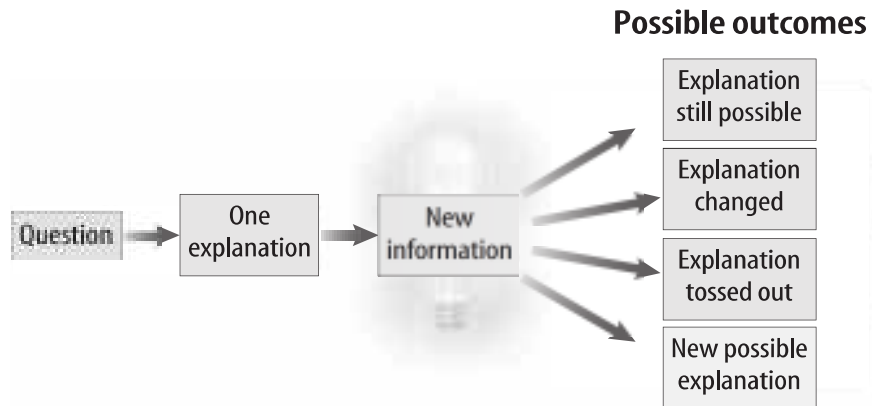 Possible outcomes
Question
One
explanation
New
information
Explanation
still possible
Explanation
changed
Explanation
tossed out
New possible
explanation